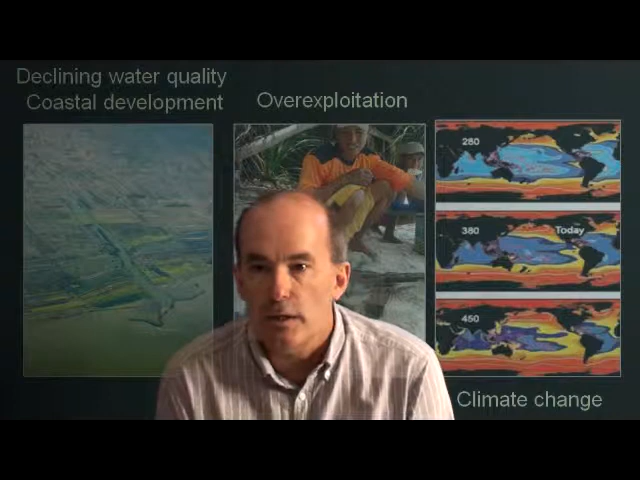 Declining water quality
Coastal development
Overexploitation
280
380
Today
450
Climate change